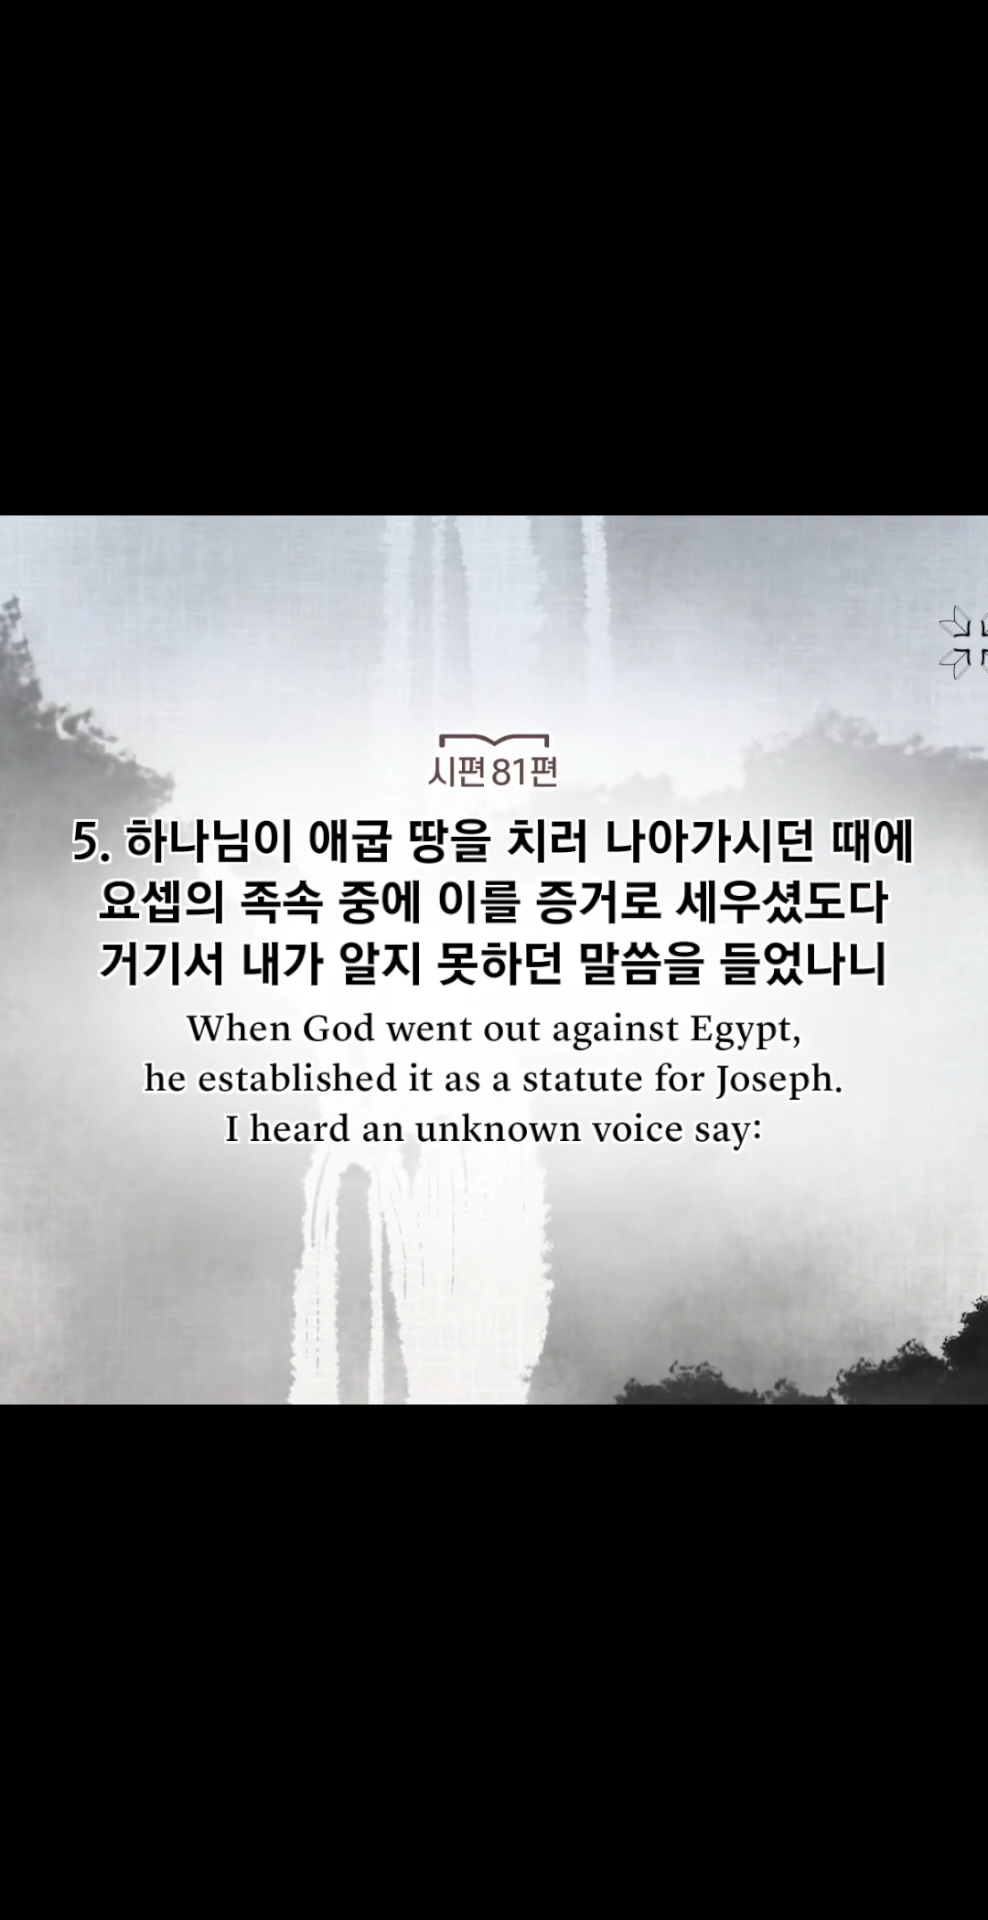 시편 81편
5. 하나님이 애굽 땅을 치러 나아가시던 때에
요셉의 족속 중에 이를 증거로 세우셨도다
거기서 내가 알지 못하던 말씀을 들었나니
When God went out against Egypt,
he established it as a statute for Joseph.
I heard an unknown voice say: